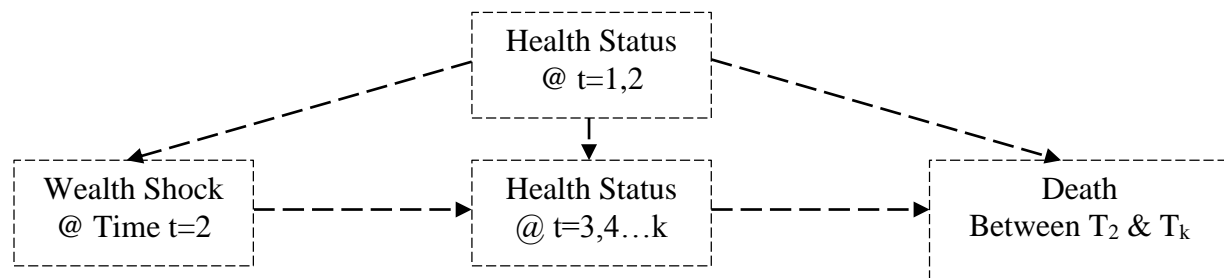 Health Status
@ t=1,2
Wealth Shock
@ Time t=2
Health Status
@ t=3,4…k
Death
Between T₂ & Tₖ